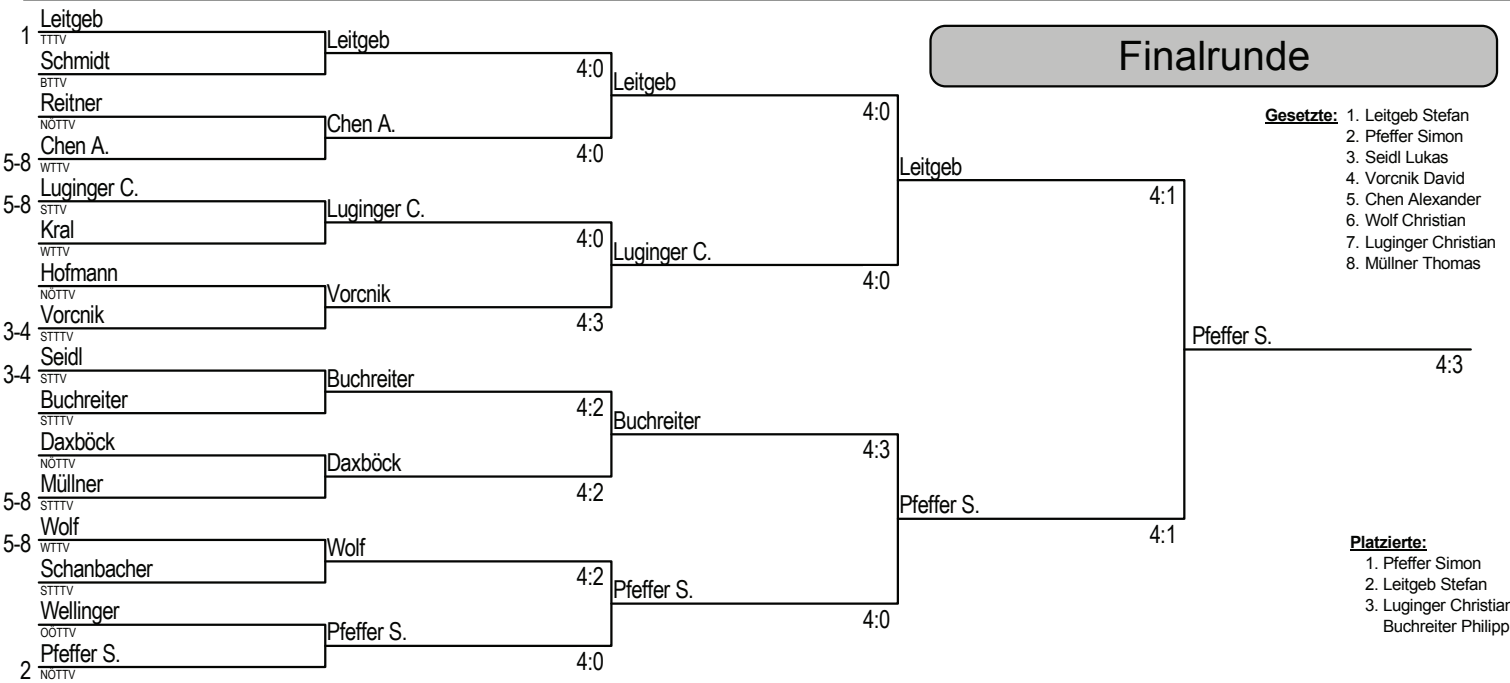 Finalrunde
1
Leitgeb
TTTV
Schmidt
BTTV
Reitner
NÖTTV
Chen A.
5-8
WTTV
5-8
Luginger C.
STTV
Kral
WTTV
Hofmann
NÖTTV
Vorcnik
3-4
STTTV
3-4
Seidl
STTV
Buchreiter
STTTV
Daxböck
NÖTTV
Müllner
5-8
STTTV
5-8
Wolf
WTTV
Schanbacher
STTTV
Wellinger
OÖTTV
Pfeffer S.
2
NÖTTV
Leitgeb
4:0
Chen A.
4:0
Luginger C.
4:0
Vorcnik
4:3
Buchreiter
4:2
Daxböck
4:2
Wolf
4:2
Pfeffer S.
4:0
Leitgeb
4:0
Luginger C.
4:0
Buchreiter
4:3
Pfeffer S.
4:0
Leitgeb
4:1
Pfeffer S.
4:1
Pfeffer S.
4:3
Gesetzte: 1. Leitgeb Stefan
2. Pfeffer Simon
3. Seidl Lukas
4. Vorcnik David
5. Chen Alexander
6. Wolf Christian
7. Luginger Christian
8. Müllner Thomas
Platzierte:
1. Pfeffer Simon
2. Leitgeb Stefan
3. Luginger Christian
Buchreiter Philipp